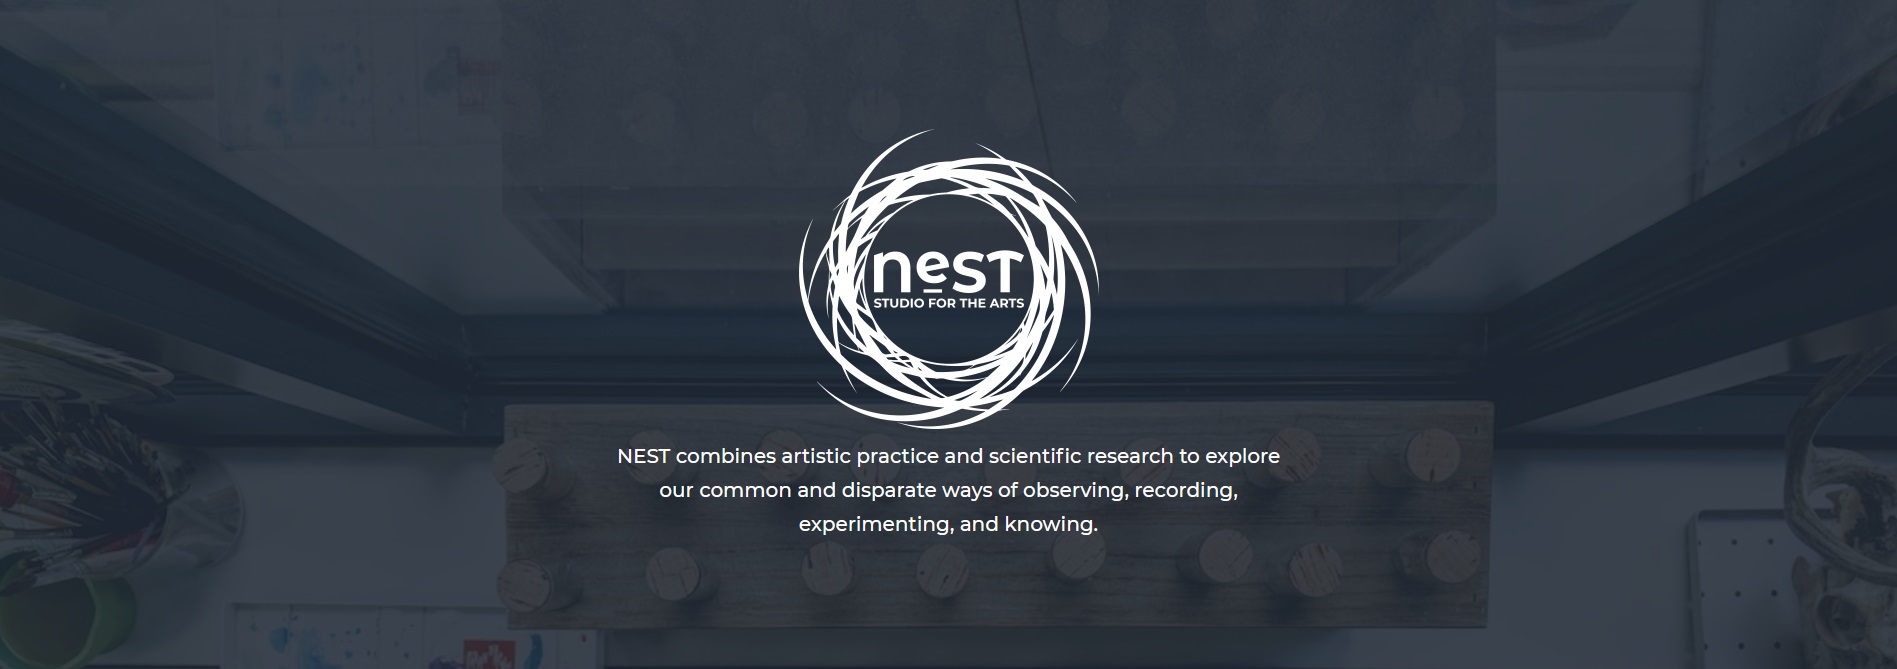 neST
STUDIO FOR THE ARTS
NEST combines artistic practice and scientific research to explore
our common and disparate ways of observing, recording,
experimenting, and knowing.